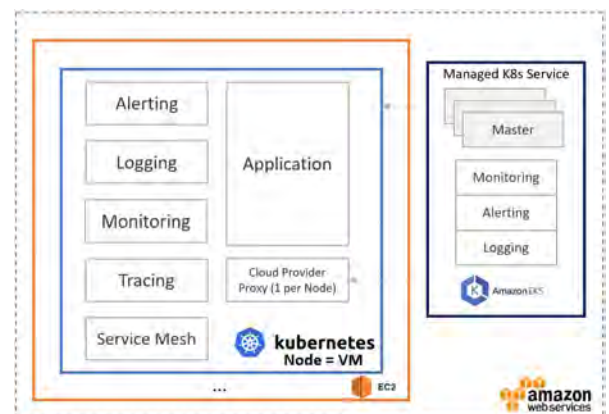 Alerting
Logging
Monitoring
Tracing
Service Mesh
Application
Cloud Provider
Proxy (1 per Node)
kubernetes
Node = VM
...
EC2
Managed K8s Service
Master
Monitoring
Alerting
Logging
K
Amazon EKS
amazon
webservices